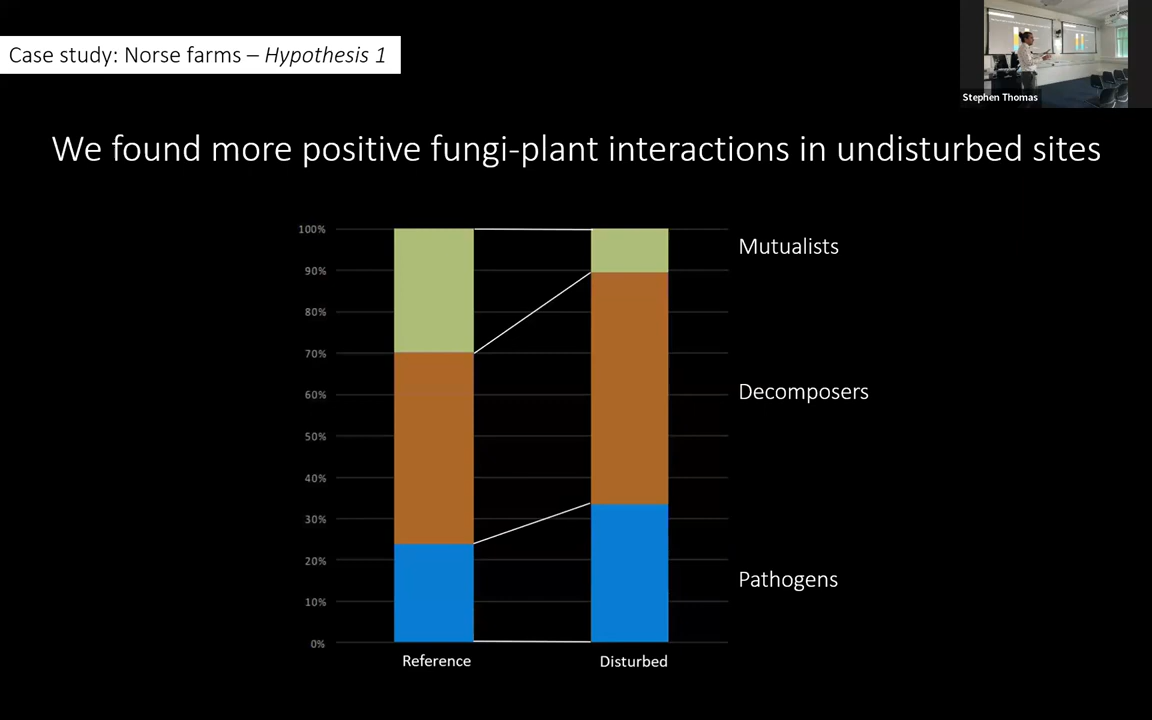 Case study: Norse farms – Hypothesis 1
Stephen Thomas
We found more positive fungi-plant interactions in undisturbed sites
100%
90%
80%
70%
60%
50%
40%
30%
20%
10%
0%
Mutualists
Decomposers
Pathogens
Reference
Disturbed